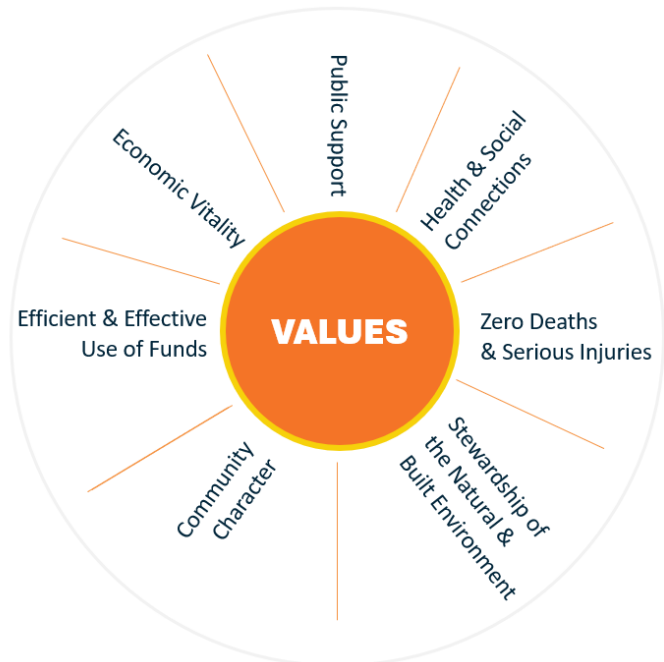 Public Support
Health & Social
Connections
Zero Deaths
& Serious Injuries
Stewardship of
the Natural &
Built Environment
Community
Character
Efficient & Effective
Use of Funds
Economic Vitality
VALUES